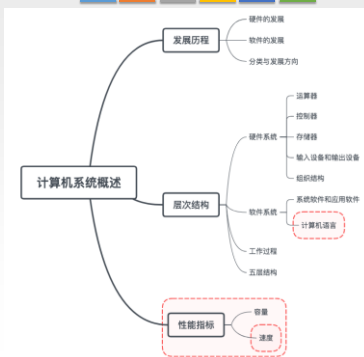 计算机系统概述
发展历程
硬件的发展
软件的发展
分类与发展方向
层次结构
硬件系统
运算器
控制器
存储器
输入设备和输出设备
组织结构
软件系统
系统软件和应用软件
计算机语言
工作过程
五层结构
性能指标
容量
速度